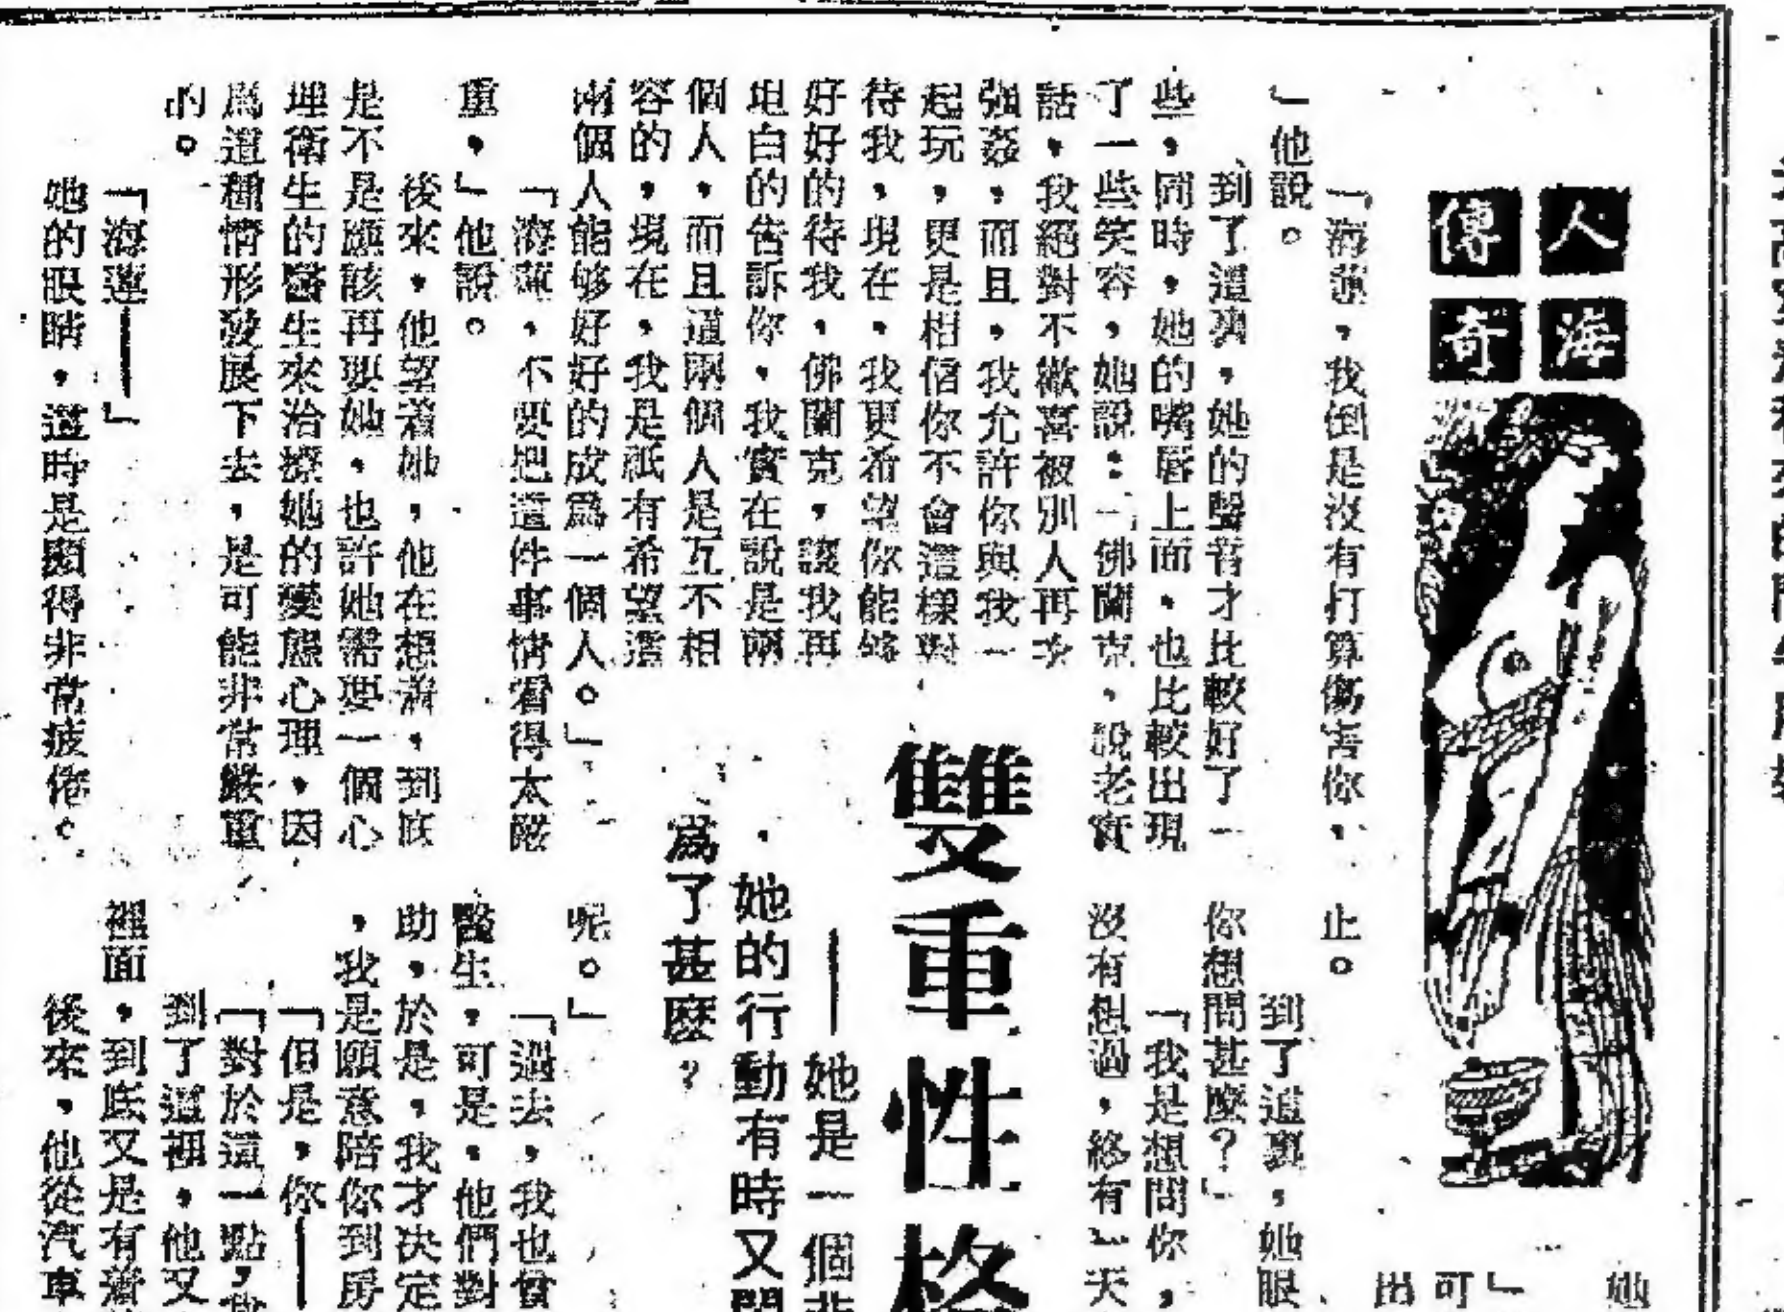 人海
傳奇
雙重性格
——她是一個非
她的行動有時又
爲了甚麼?
「海蓮,我倒是沒有打算傷害你,
」他說。
到了這裏,她的聲音才比較好了一
些,同時,她的嘴唇上面,也比較出現
了一些笑容,她說:「佛蘭克,說老實
話,我絕對不歡喜被別人再次
強姦,而且,我允許你與我一
起玩,更是相信你不會這樣對
待我,現在,我更希望你能够
好好的待我,佛蘭克,讓我再
坦白的告訴你,我實在說是兩
個人,而且這兩個人是互不相
容的,現在,我是祇有希望這
兩個人能够好好的成爲一個人。」
「海蓮,不要把這件事情看得太嚴
重,」他說。
後來,他望着她,他在想着,到底
是不是應該再要她,也許她需要一個心
理衛生的醫生來治療她的變態心理,因
爲這種情形發展下去,是可能非常嚴重
的。
「海蓮——」
她的眼睛,這時是顯得非常疲倦。
止。
到了這裏,她眼
你想問甚麼?」
「我是想問你,
沒有想過,終有一天
呢。」
「過去,我也曾
醫生,可是,他們對
助,於是,我才決定
,我是願意陪你到房
「但是,你——
「對於這一點,我
到了這裡,他又
裡面,到底又是有着
後來,他從汽車
她
」
可
出